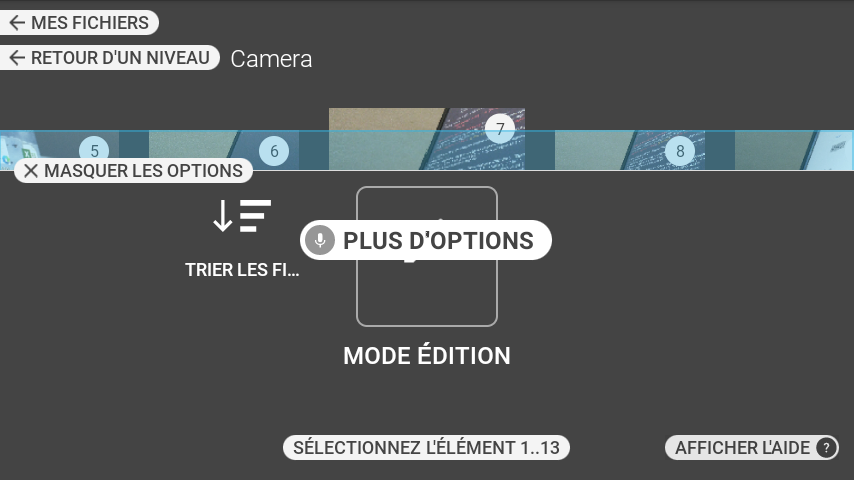 MES FICHIERS
RETOUR D'UN NIVEAU Camera
5 6 7 8
MASQUER LES OPTIONS
PLUS D'OPTIONS
TRIER LES FI...
MODE ÉDITION
SÉLECTIONNEZ L'ÉLÉMENT 1..13
AFFICHER L'AIDE ?